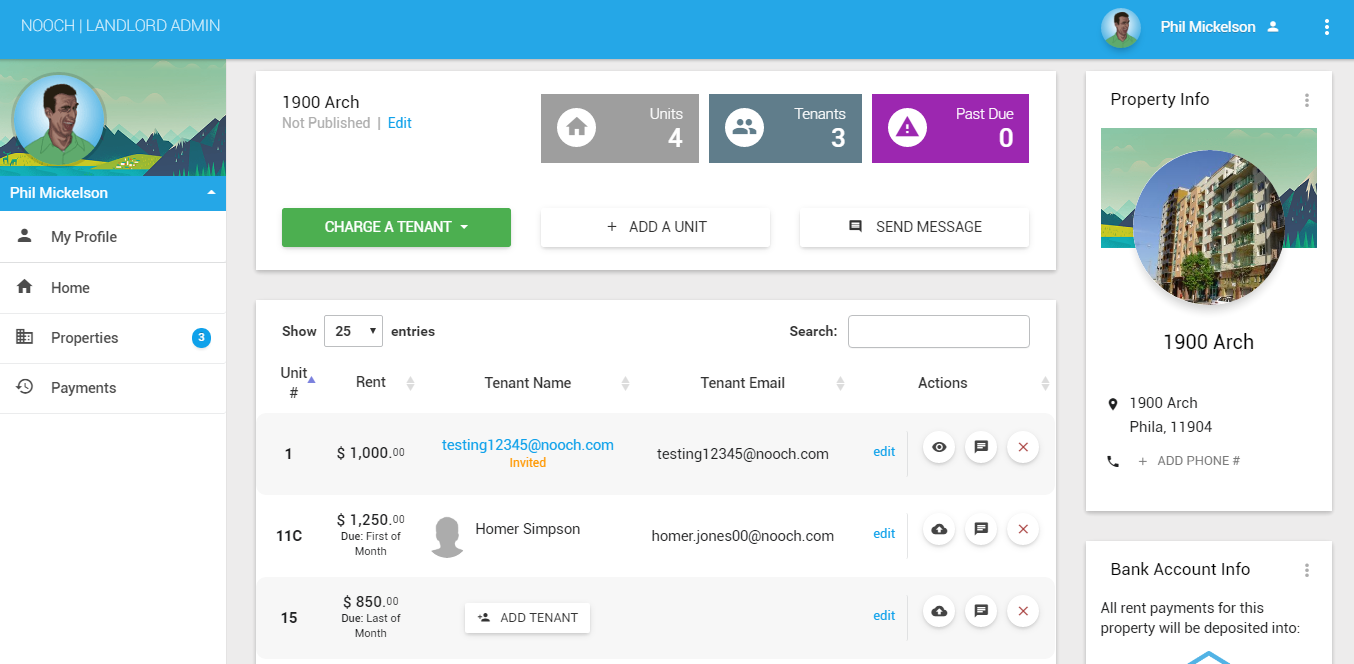 NOOCH | LANDLORD ADMIN
Phil Mickelson
Phil Mickelson
My Profile
Home
Properties
3
Payments
1900 Arch
Not Published | Edit
Units
4
Tenants
3
Past Due
0
CHARGE A TENANT
+ ADD A UNIT
SEND MESSAGE
Show 25 entries
Search:
Unit
#
Rent
Tenant Name
Tenant Email
Actions
1
$ 1,000.00
testing12345@nooch.com
Invited
testing12345@nooch.com
edit
11C
$ 1,250.00
Due: First of
Month
Homer Simpson
homer.jones00@nooch.com
edit
15
$ 850.00
Due: Last of
Month
ADD TENANT
edit
Property Info
1900 Arch
1900 Arch
Phila, 11904
+ ADD PHONE #
Bank Account Info
All rent payments for this
property will be deposited into: